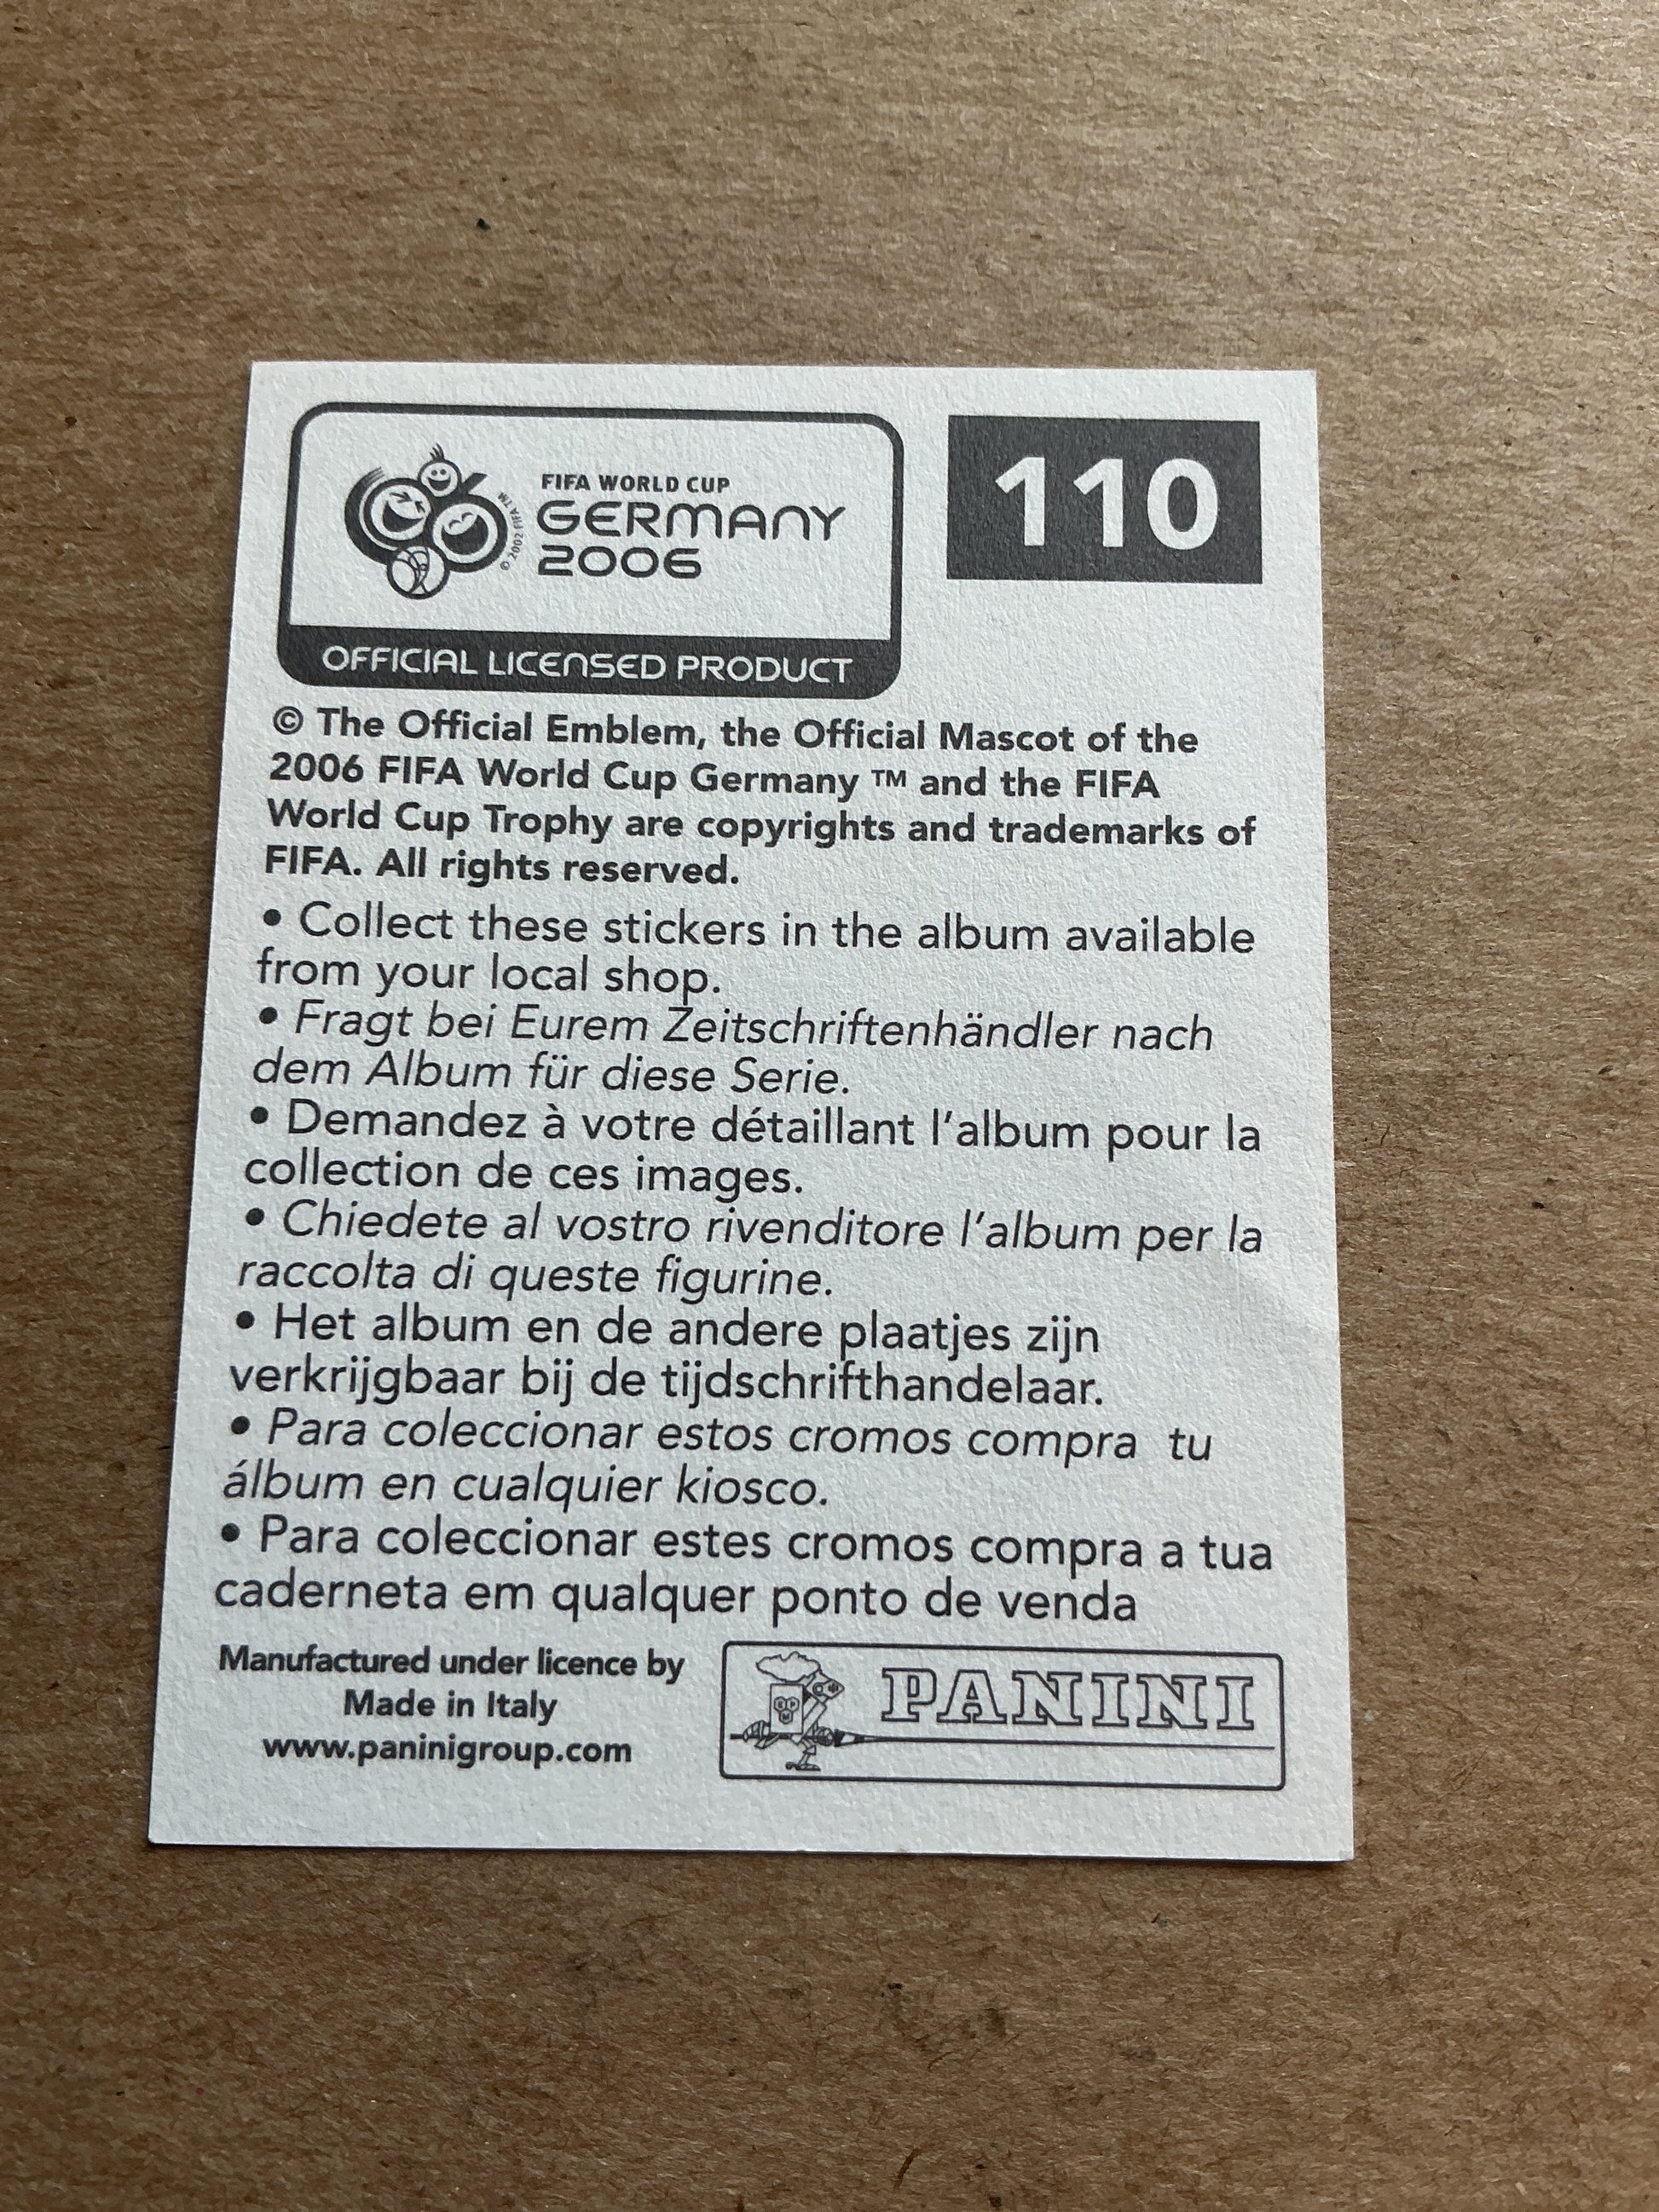 FIFA WORLD CUP
GERMANY
2006
© 2002 FIFA TM
110
OFFICIAL LICENSED PRODUCT
© The Official Emblem, the Official Mascot of the
2006 FIFA World Cup Germany ™ and the FIFA
World Cup Trophy are copyrights and trademarks of
FIFA. All rights reserved.
• Collect these stickers in the album available
from your local shop.
• Fragt bei Eurem Zeitschriftenhändler nach
dem Album für diese Serie.
• Demandez à votre détaillant l'album pour la
collection de ces images.
• Chiedete al vostro rivenditore l'album per la
raccolta di queste figurine.
• Het album en de andere plaatjes zijn
verkrijgbaar bij de tijdschrifthandelaar.
• Para coleccionar estos cromos compra  tu
álbum en cualquier kiosco.
• Para coleccionar estes cromos compra a tua
caderneta em qualquer ponto de venda
Manufactured under licence by
Made in Italy
www.paninigroup.com
PANINI